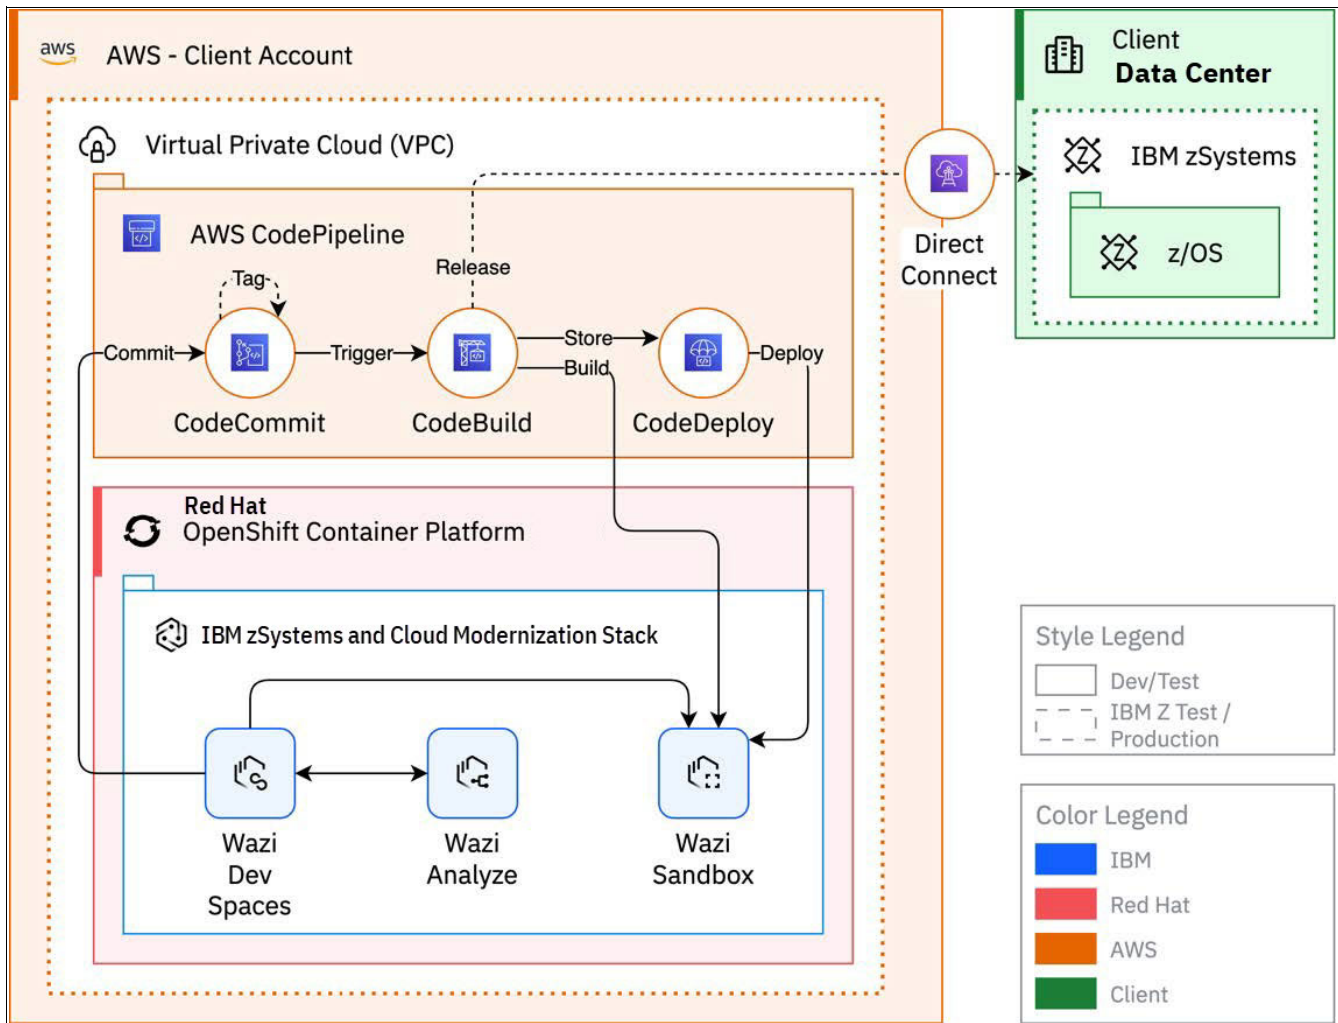 aws
AWS - Client Account
Client
Data Center
Virtual Private Cloud (VPC)
IBM zSystems
AWS CodePipeline
Direct
Connect
z/OS
Release
Tag
Commit
Trigger
Store
Build
Deploy
CodeCommit
CodeBuild
CodeDeploy
Red Hat
OpenShift Container Platform
IBM zSystems and Cloud Modernization Stack
Wazi
Dev
Spaces
Wazi
Analyze
Wazi
Sandbox
Style Legend
Dev/Test
IBM Z Test /
Production
Color Legend
IBM
Red Hat
AWS
Client